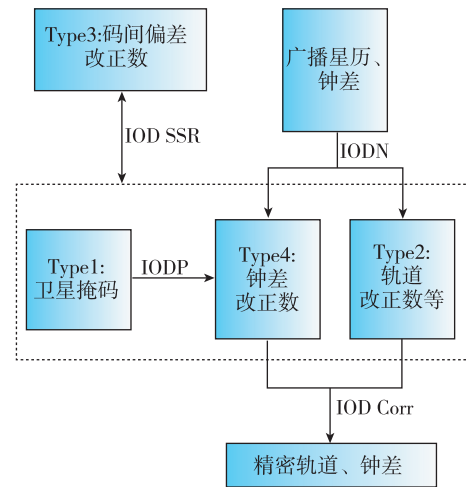 Type3:码间偏差
改正数
广播星历、
钟差
IOD SSR
IODN
Type1:
卫星掩码
IODP
Type4:
钟差
改正数
Type2:
轨道
改正数等
IOD Corr
精密轨道、钟差